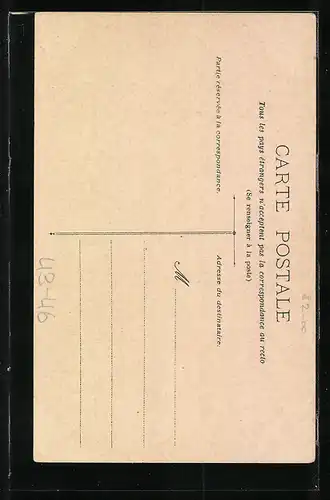 CARTE POSTALE
Tous les pays étrangers n'acceptent pas la correspondance au recto
(Se renseigner à la poste)
Partie réservée à la correspondance.
Adresse du destinataire.
M
43-46